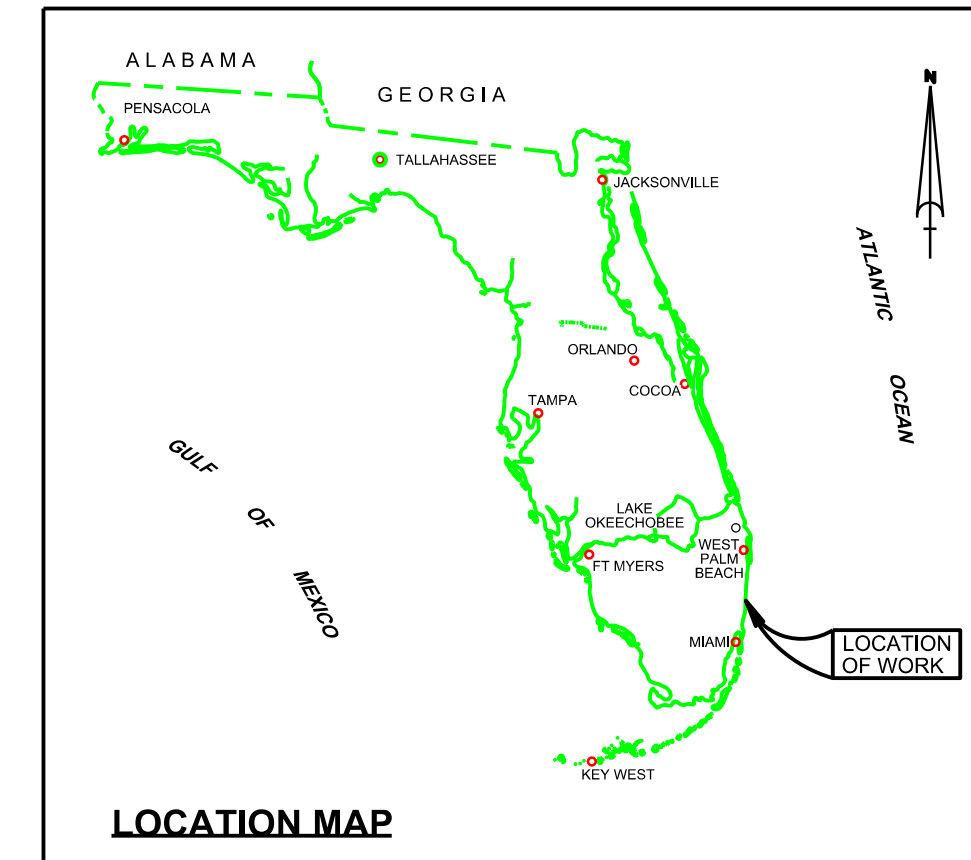 ALABAMA
GEORGIA
N
PENSACOLA
TALLAHASSEE
JACKSONVILLE
ATLANTIC
OCEAN
ORLANDO
COCOA
TAMPA
GULF
OF
MEXICO
LAKE
OKEECHOBEE
WEST
PALM
BEACH
FT MYERS
MIAMI
LOCATION
OF WORK
KEY WEST
LOCATION MAP